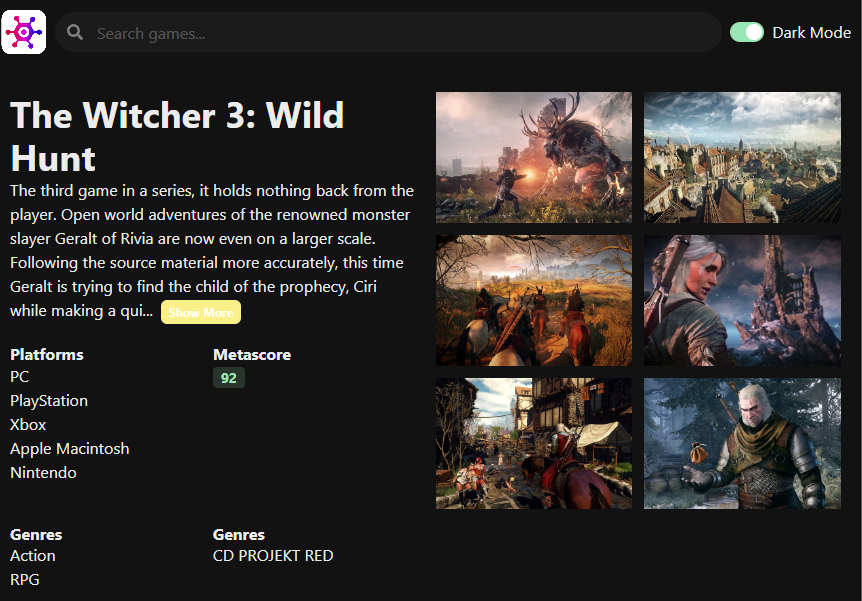 Search games...
Dark Mode
The Witcher 3: Wild
Hunt
The third game in a series, it holds nothing back from the
player. Open world adventures of the renowned monster
slayer Geralt of Rivia are now even on a larger scale.
Following the source material more accurately, this time
Geralt is trying to find the child of the prophecy, Ciri
while making a qui... Show More
Platforms
PC
PlayStation
Xbox
Apple Macintosh
Nintendo
Metascore
92
Genres
Action
RPG
Genres
CD PROJEKT RED